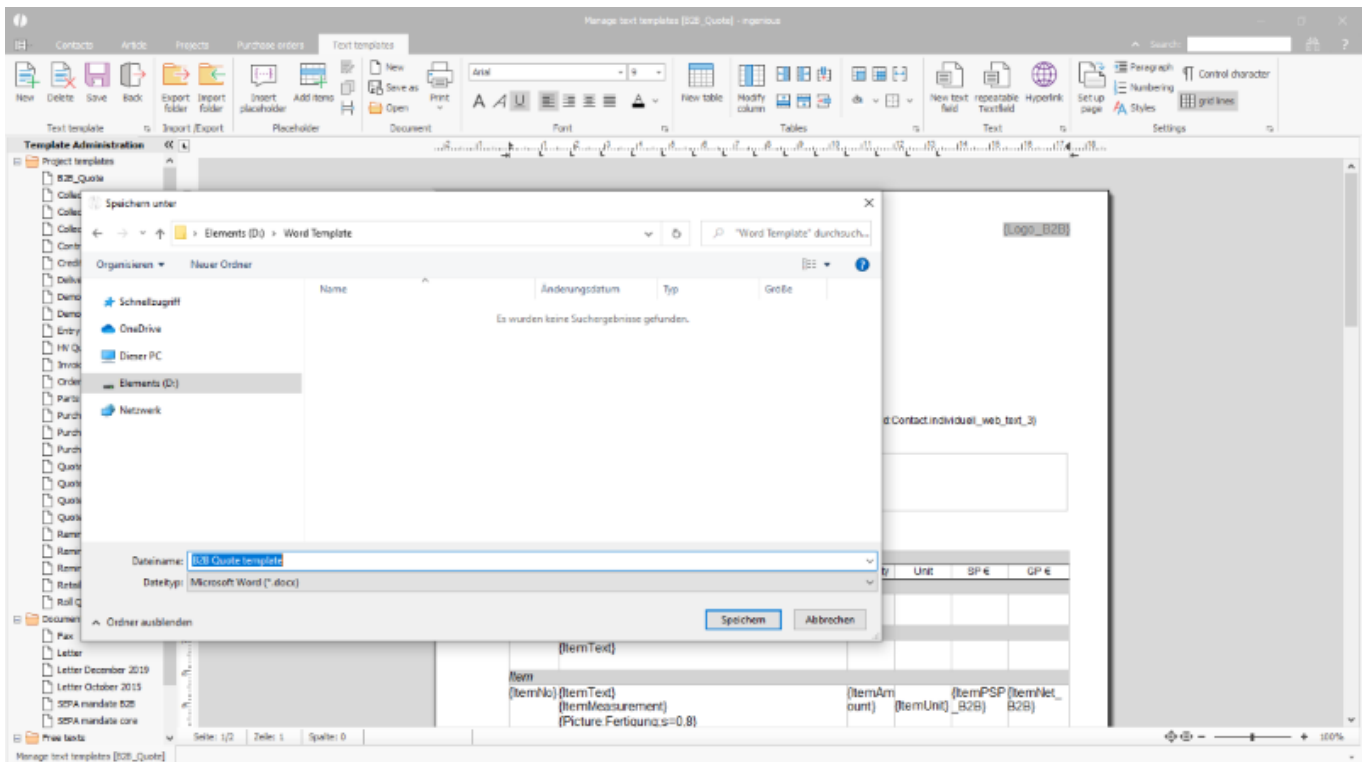 Manage text templates [B2B_Quote] - ingenious
Contacts Article Projects Purchase orders Text templates Search: ?
New Delete Save Back Export folder Import folder Insert placeholder Add items New Save as Open Print Arial 9 A A U A New table Modify column New text field repeatable Textfield Hyperlink Set up page Paragraph Numbering Styles Control character grid lines
Text template Import /Export Placeholder Document Font Tables Text Settings
Template Administration
Project templates
B2B_Quote
Speichern unter
Elements (D:) › Word Template
"Word Template" durchsuch...
{Logo_B2B}
Organisieren Neuer Ordner ?
Name Änderungsdatum Typ Größe
Schnellzugriff
Es wurden keine Suchergebnisse gefunden.
OneDrive
Dieser PC
Elements (D:)
Netzwerk
d:Contact.individuell_web_text_3)
Dateiname: B2B Quote template
Dateityp: Microsoft Word (*.docx)
Unit SP € GP €
Ordner ausblenden
Speichern Abbrechen
Fax
Letter
Letter December 2019
Letter October 2015
SEPA mandate B2B
SEPA mandate core
Free texts
{ItemText}
Item
{ItemNo} {ItemText} {ItemAm {ItemPSP {ItemNet_
{ItemMeasurement} ount} {ItemUnit} _B2B} B2B}
{Picture:Fertigung;s=0.8}
Seite: 1/2 Zeile: 1 Spalte: 0 100%
Manage text templates [B2B_Quote]